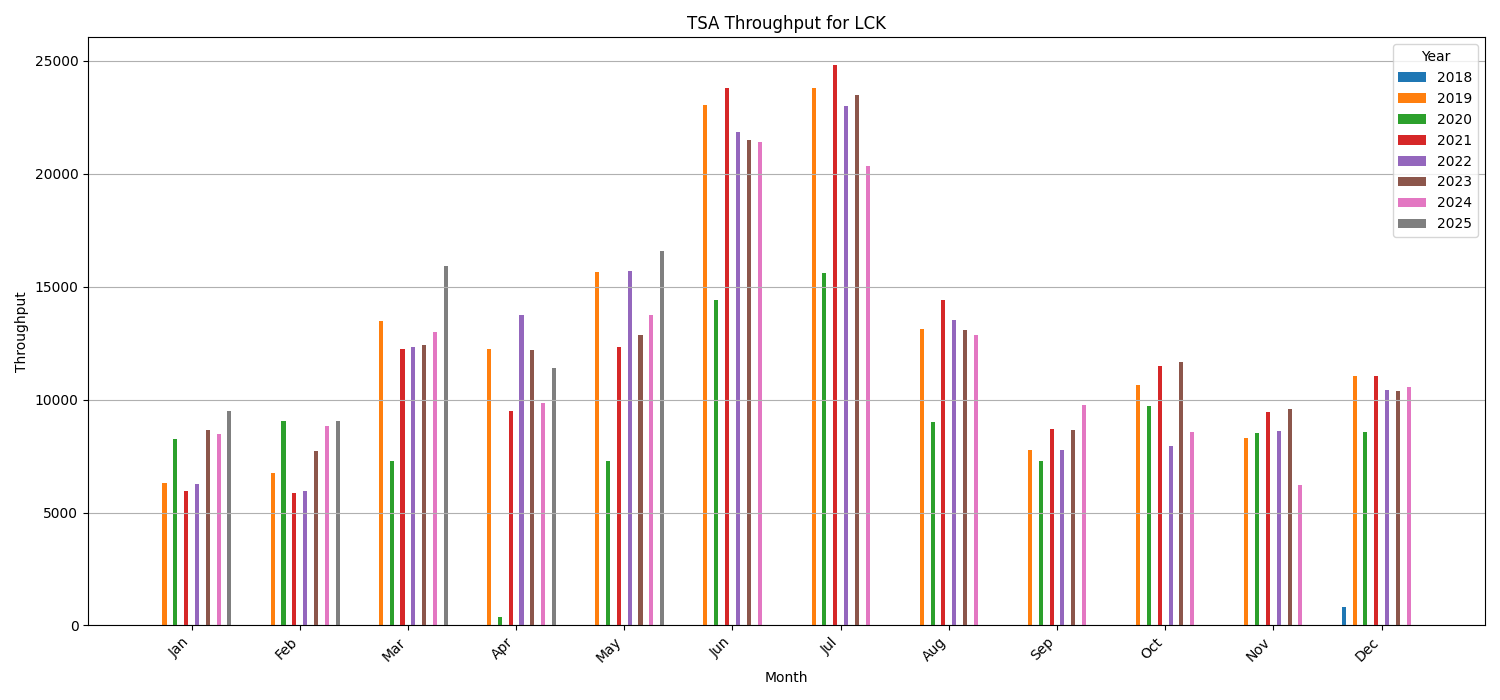 TSA Throughput for LCK
Year
2018
2019
2020
2021
2022
2023
2024
2025
Throughput
25000
20000
15000
10000
5000
0
Jan
Feb
Mar
Apr
May
Jun
Jul
Aug
Sep
Oct
Nov
Dec
Month